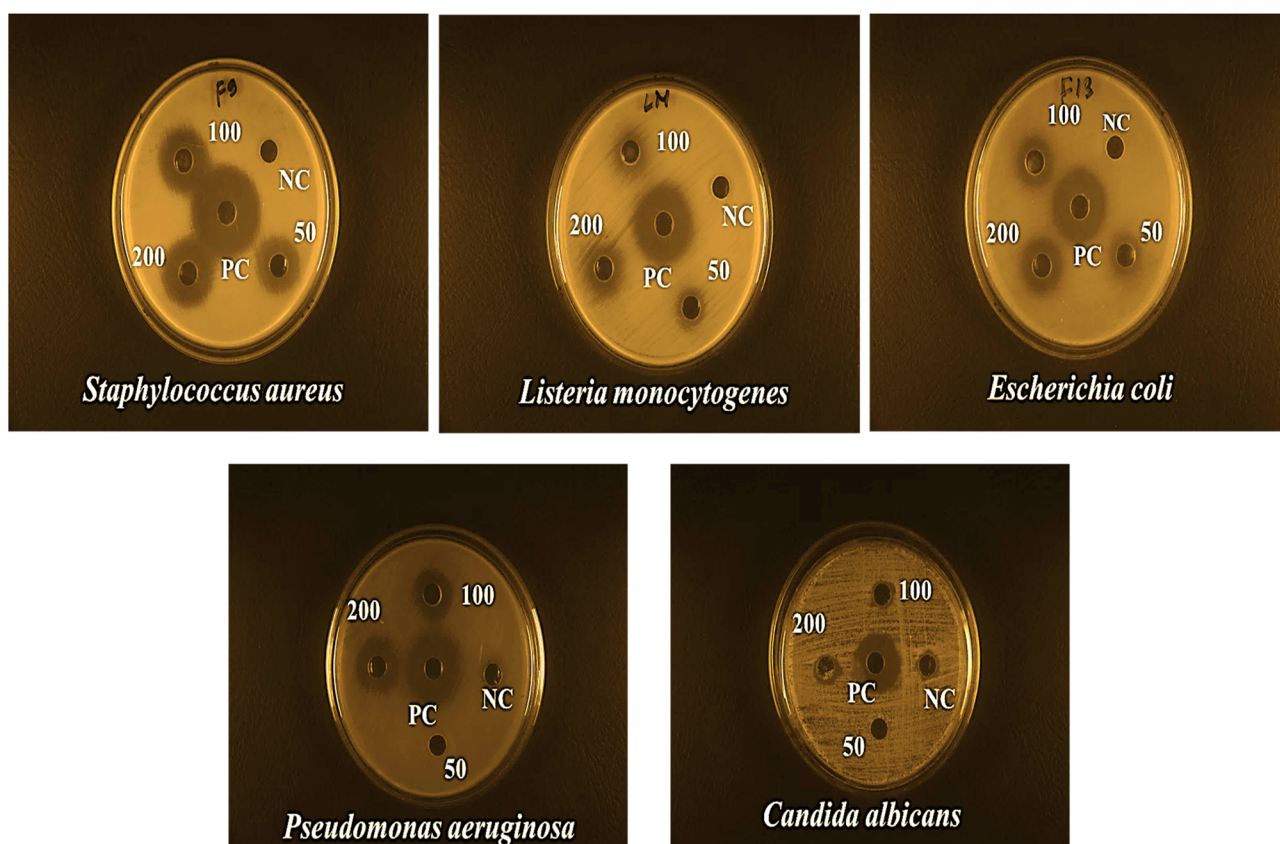 F9
100
NC
50
200
PC
Staphylococcus aureus
LM
100
NC
200
PC
50
Listeria monocytogenes
F13
100
NC
50
200
PC
Escherichia coli
100
200
PC
NC
50
Pseudomonas aeruginosa
100
200
PC
NC
50
Candida albicans